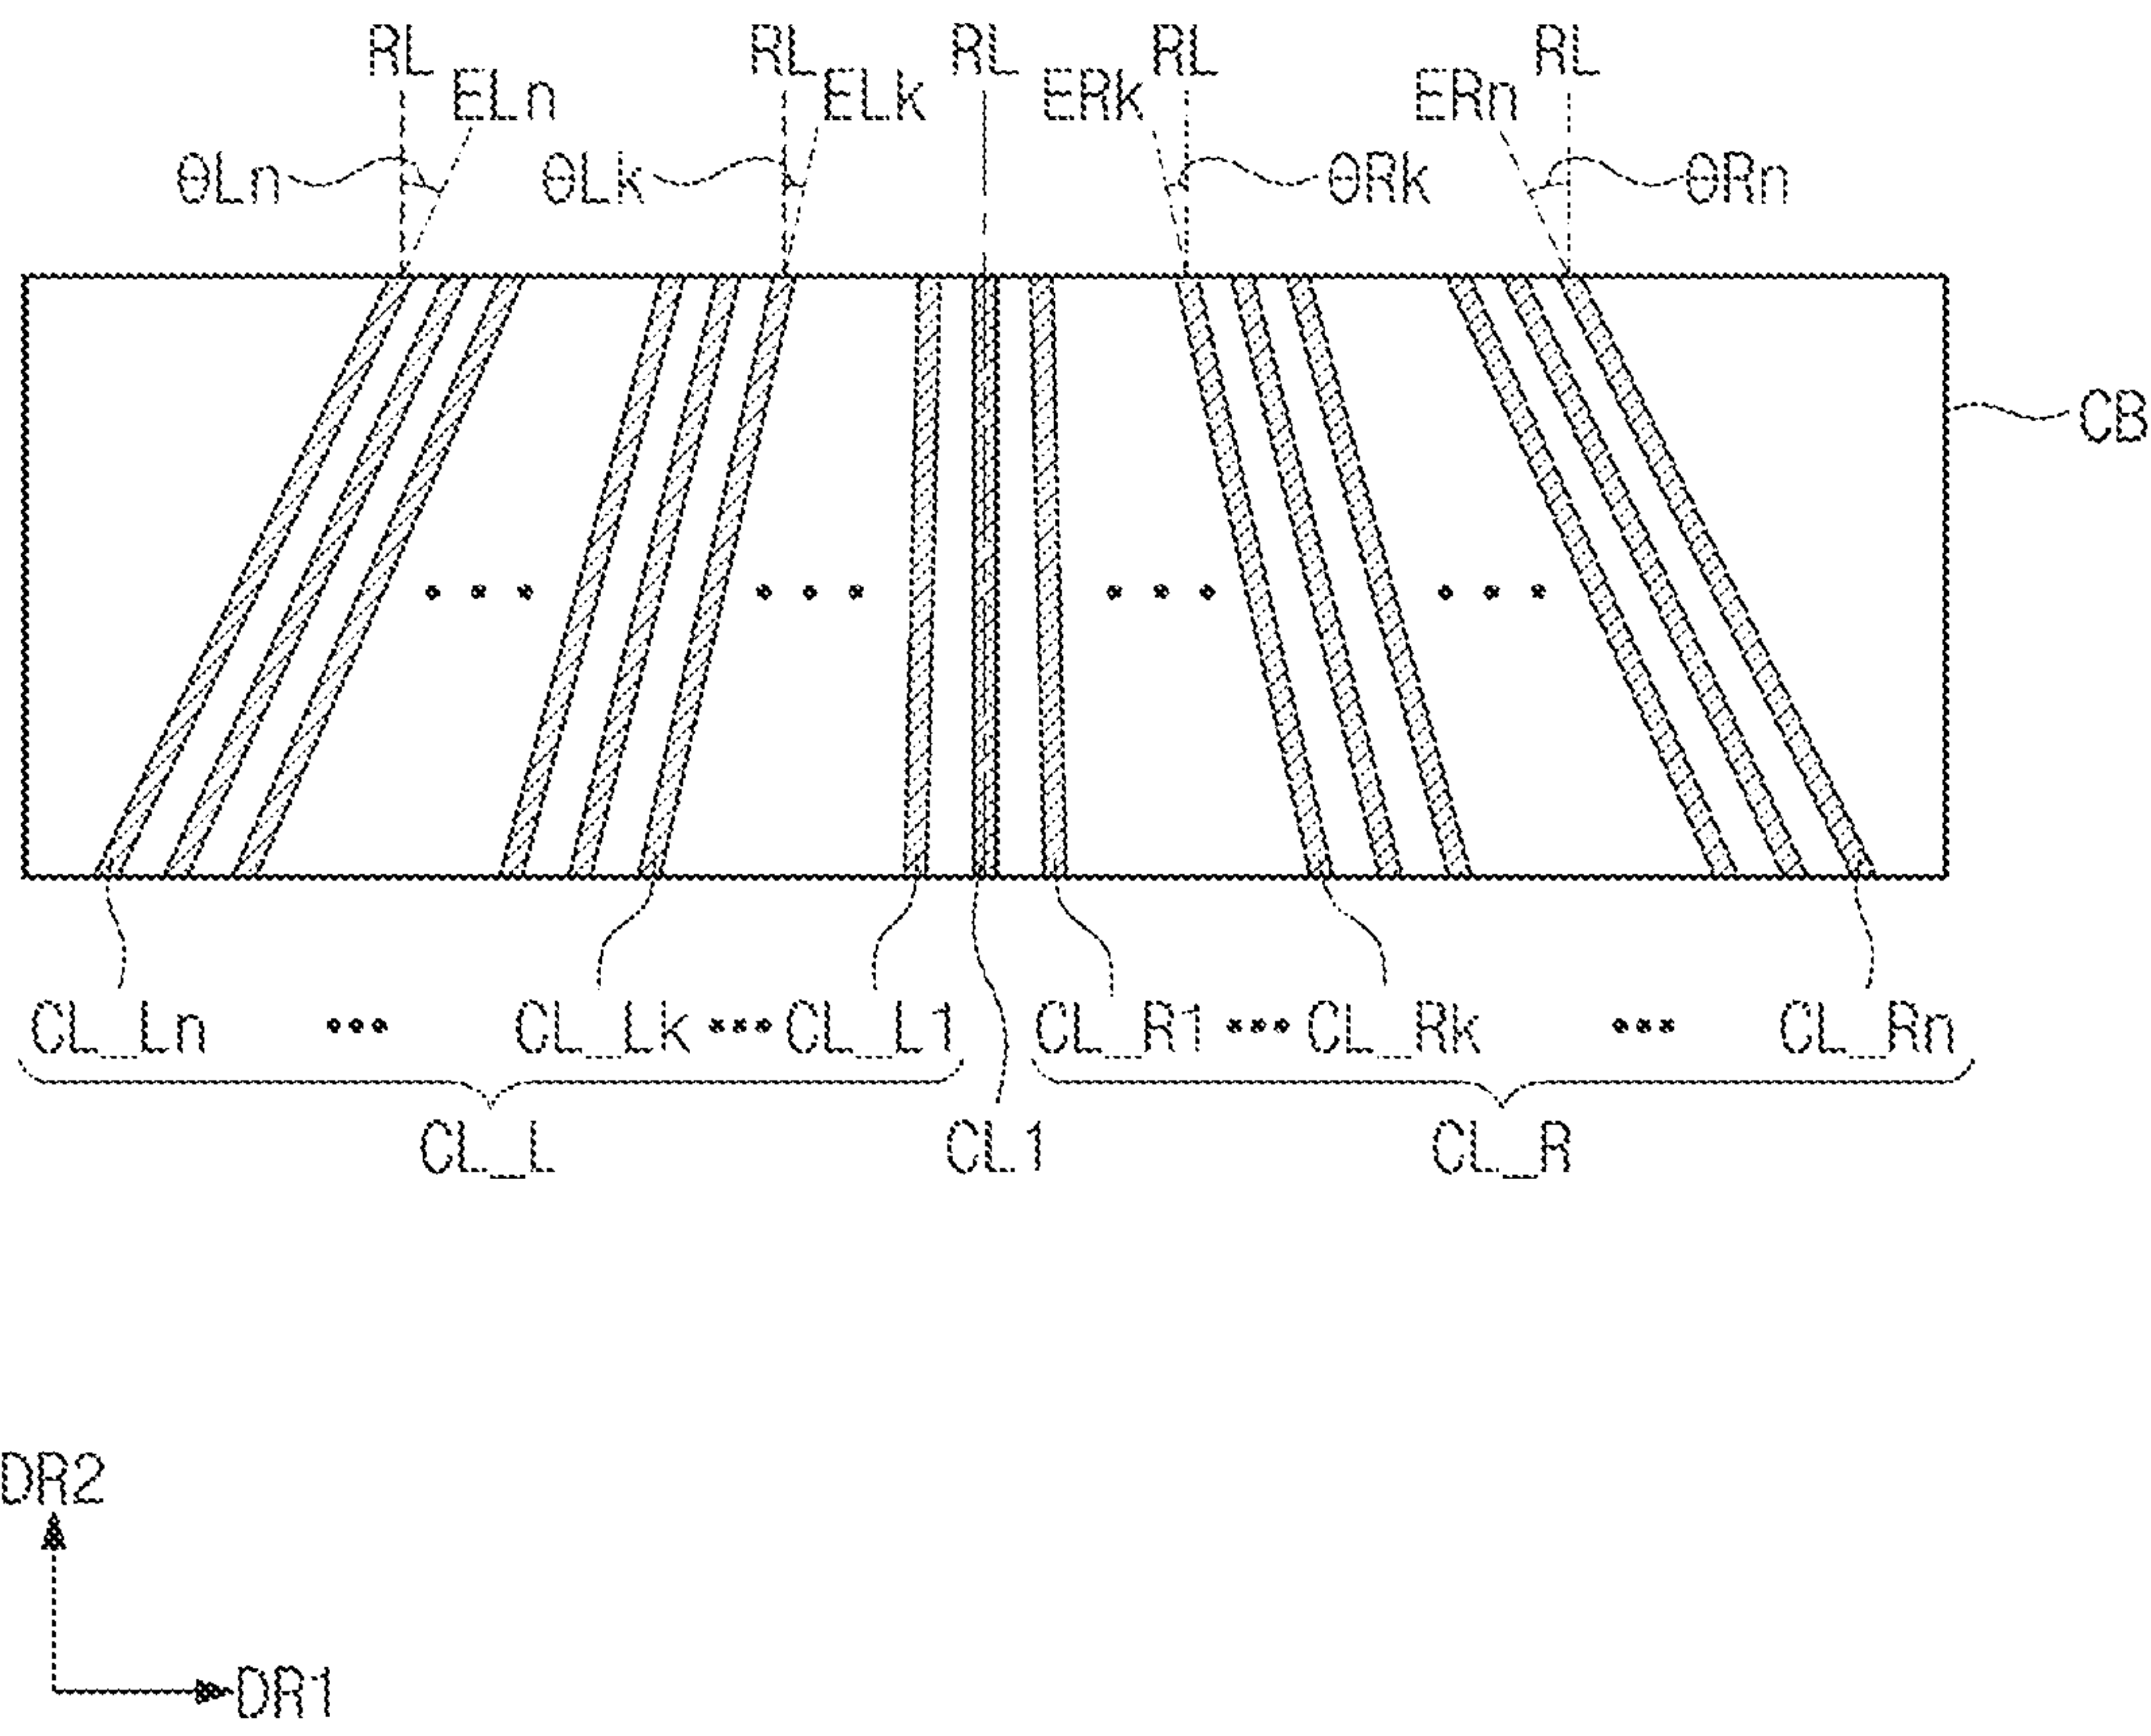 RL RL RL RL RL
ELn ELk ERk ERn
θLn θLk θRk θRn
CB
CL_Ln ••• CL_Lk ••• CL_L1 CL_R1 ••• CL_Rk ••• CL_Rn
CL_L CL1 CL_R
DR2
DR1